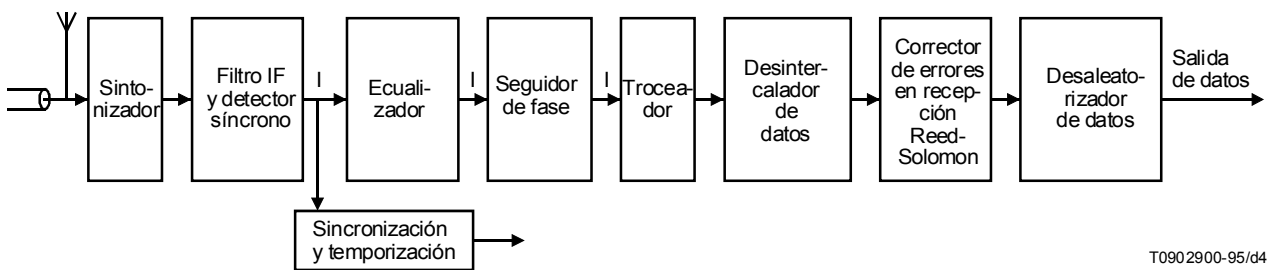 Sinto-
nizador
Filtro IF
y detector
síncrono
I
Ecuali-
zador
I
Seguidor
de fase
I
Trocea-
dor
Desinter-
calador
de
datos
Corrector
de errores
en recep-
ción
Reed-
Solomon
Desaleato-
rizador
de datos
Salida
de datos
Sincronización
y temporización
T0902900-95/d4